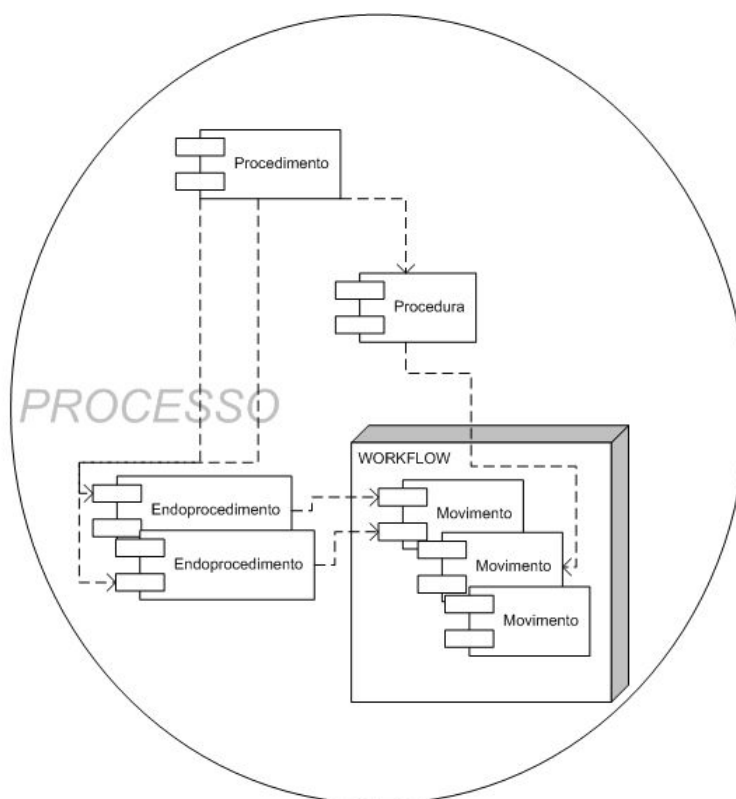 Procedimento
Procedura
PROCESSO
WORKFLOW
Endoprocedimento
Movimento
Endoprocedimento
Movimento
Movimento